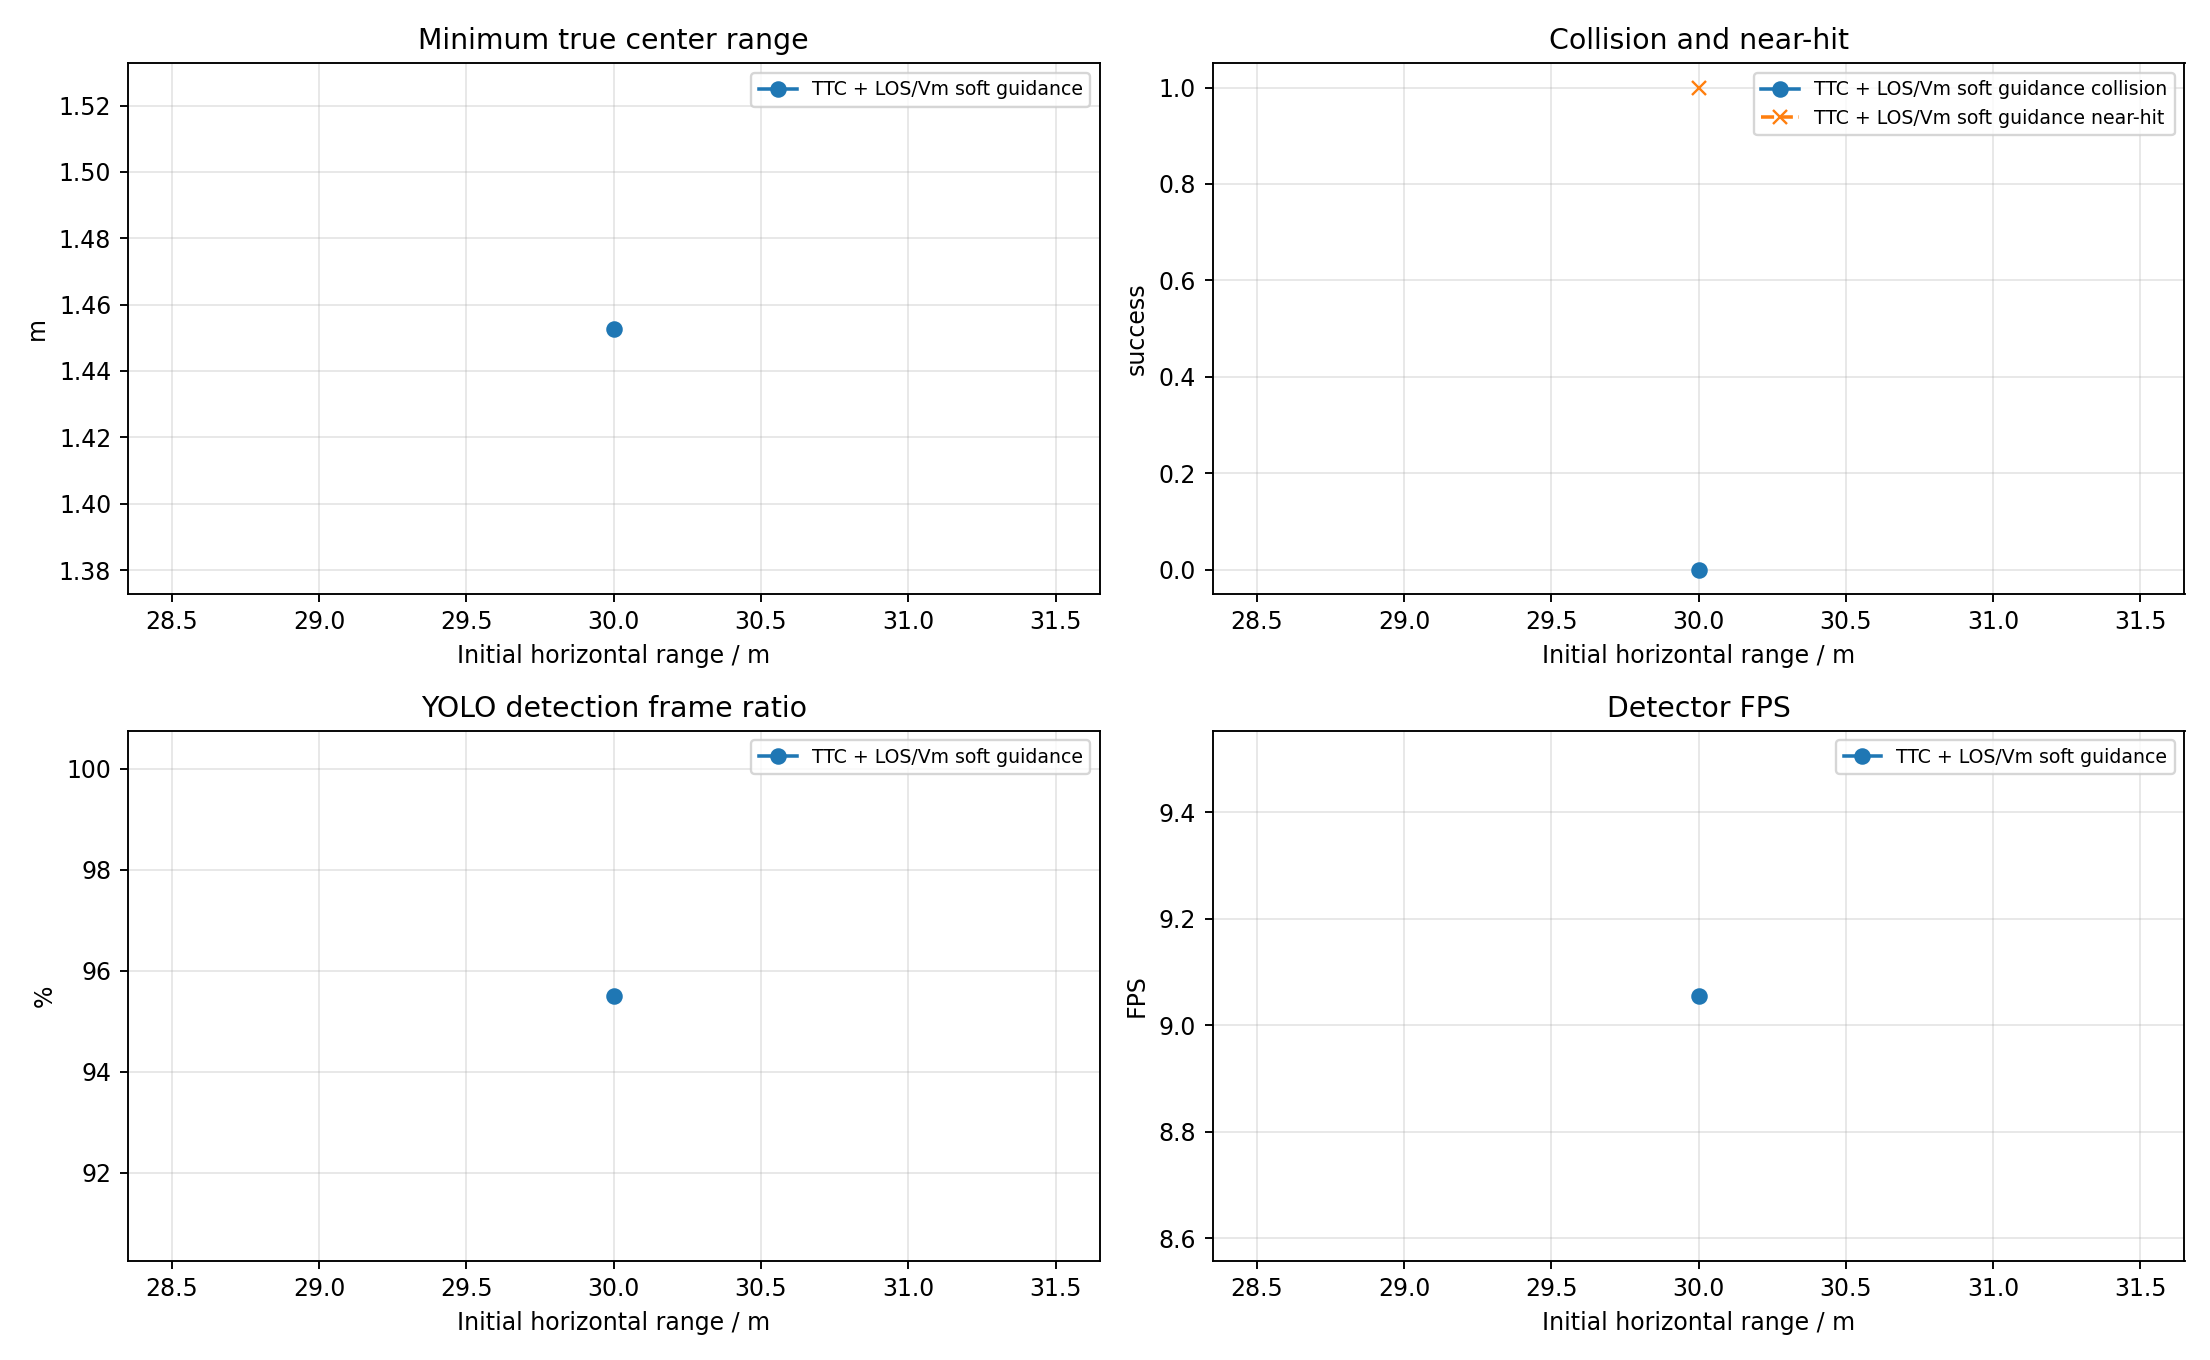 Minimum true center range
TTC + LOS/Vm soft guidance
1.52
1.50
1.48
1.46
1.44
1.42
1.40
1.38
m
28.5 29.0 29.5 30.0 30.5 31.0 31.5
Initial horizontal range / m
Collision and near-hit
TTC + LOS/Vm soft guidance collision
TTC + LOS/Vm soft guidance near-hit
1.0
0.8
0.6
0.4
0.2
0.0
success
28.5 29.0 29.5 30.0 30.5 31.0 31.5
Initial horizontal range / m
YOLO detection frame ratio
TTC + LOS/Vm soft guidance
100
98
96
94
92
%
28.5 29.0 29.5 30.0 30.5 31.0 31.5
Initial horizontal range / m
Detector FPS
TTC + LOS/Vm soft guidance
9.4
9.2
9.0
8.8
8.6
FPS
28.5 29.0 29.5 30.0 30.5 31.0 31.5
Initial horizontal range / m